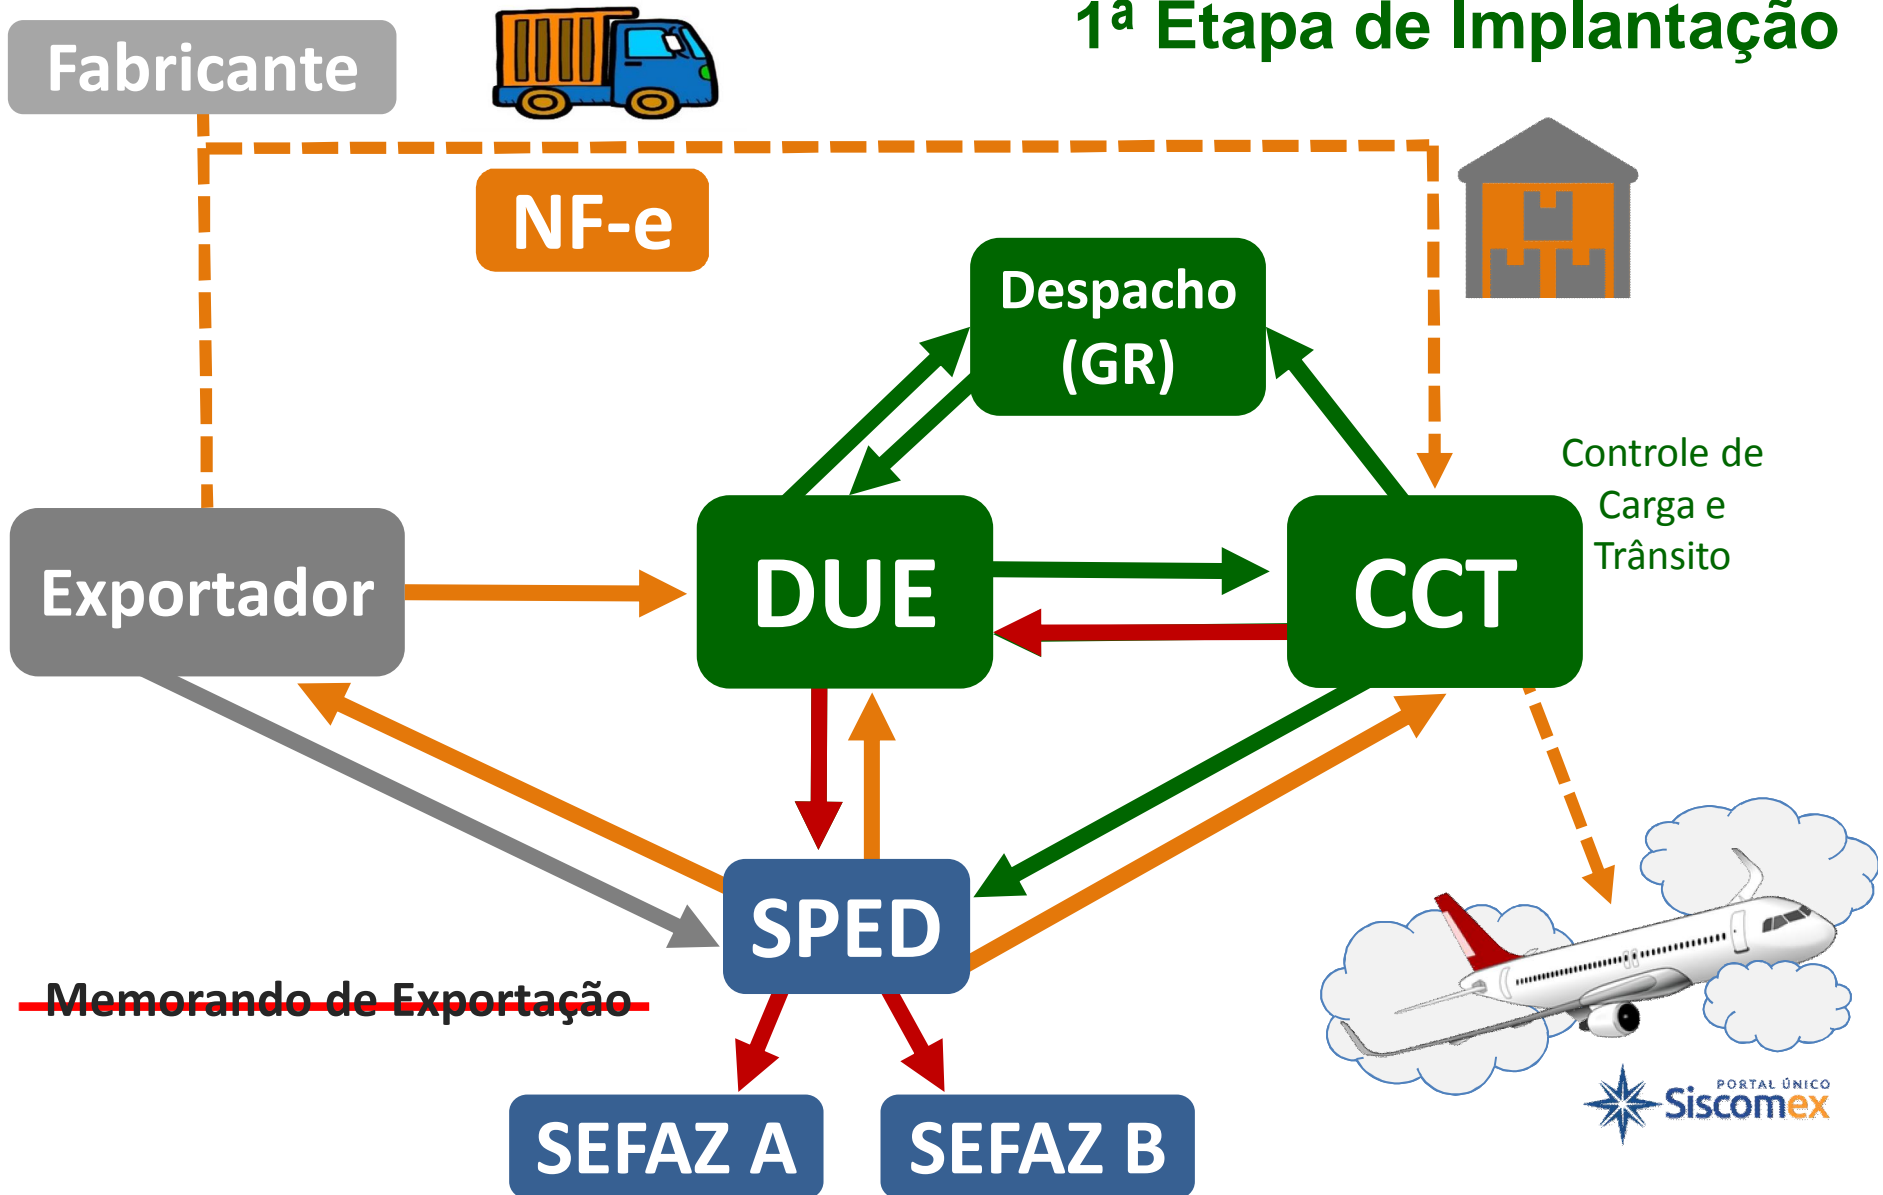 1ª Etapa de Implantação
Fabricante
NF-e
Despacho
(GR)
Controle de
Carga e
Trânsito
Exportador
DUE
CCT
SPED
Memorando de Exportação
PORTAL ÚNICO
Siscomex
SEFAZ A
SEFAZ B